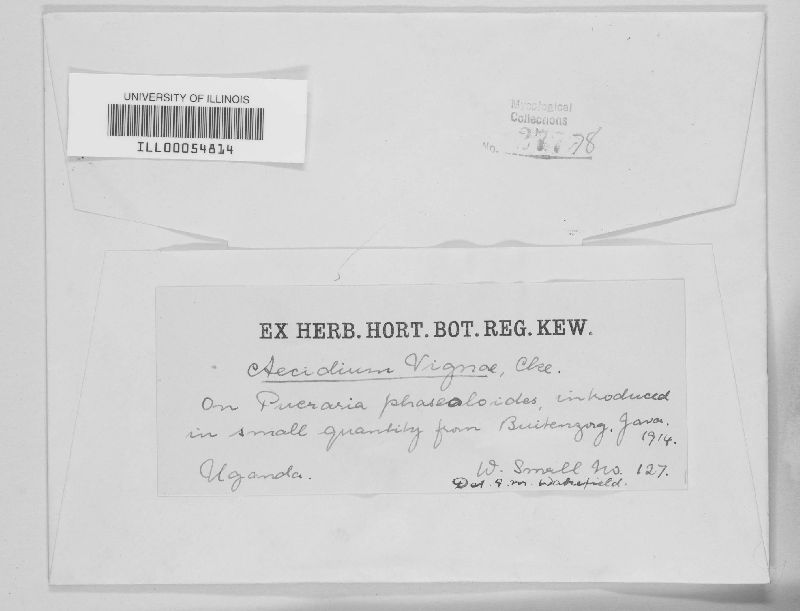 UNIVERSITY OF ILLINOIS
ILL00054814
Mycological
Collections
No.
EX HERB. HORT. BOT. REG. KEW.
Aecidium Vignae, Cke.
On Pueraria phaseoloides, introduced
in small quantity from Buitenzorg. Java.
1914.
Uganda.
W. Small No. 127.
Det. E. M. Wakefield.